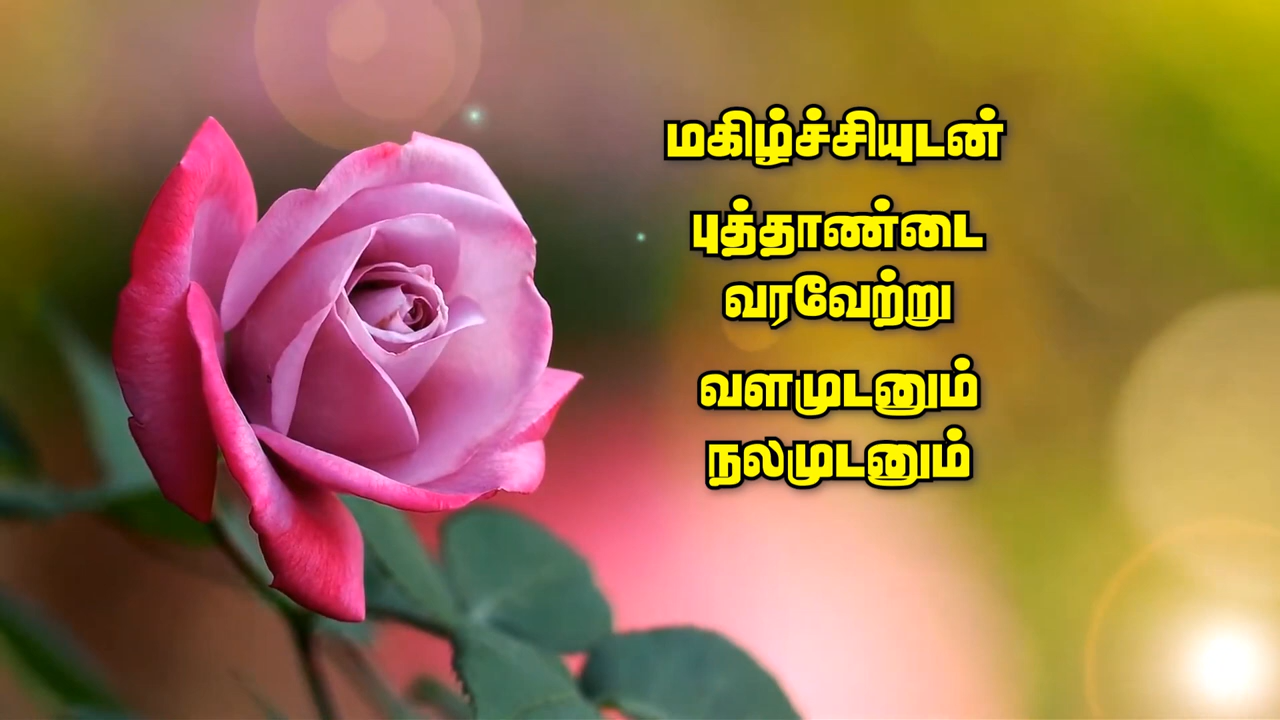 மகிழ்ச்சியுடன்
புத்தாண்டை
வரவேற்று
வளமுடனும்
நலமுடனும்